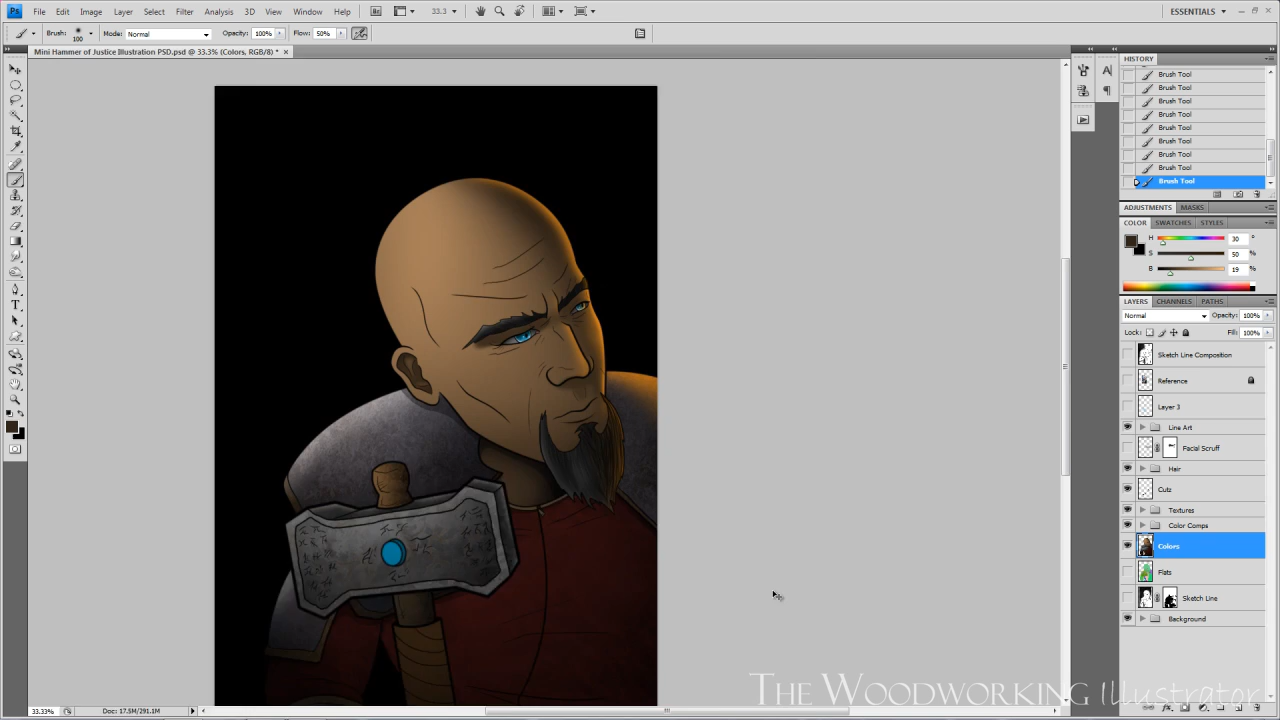 Ps File Edit Image Layer Select Filter Analysis 3D View Window Help Br 33.3 ESSENTIALS
Brush: 100 Mode: Normal Opacity: 100% Flow: 50%
Mini Hammer of Justice Illustration PSD.psd @ 33.3% (Colors, RGB/8) * ×
HISTORY
Brush Tool
Brush Tool
Brush Tool
Brush Tool
Brush Tool
Brush Tool
Brush Tool
Brush Tool
Brush Tool
ADJUSTMENTS MASKS
COLOR SWATCHES STYLES
H 30 °
S 50 %
B 19 %
LAYERS CHANNELS PATHS
Normal Opacity: 100%
Lock: Fill: 100%
Sketch Line Composition
Reference
Layer 3
Line Art
Facial Scruff
Hair
Cutz
Textures
Color Comps
Colors
Flats
Sketch Line
Background
THE WOODWORKING Illustrator
33.33% Doc: 17.5M/291.1M